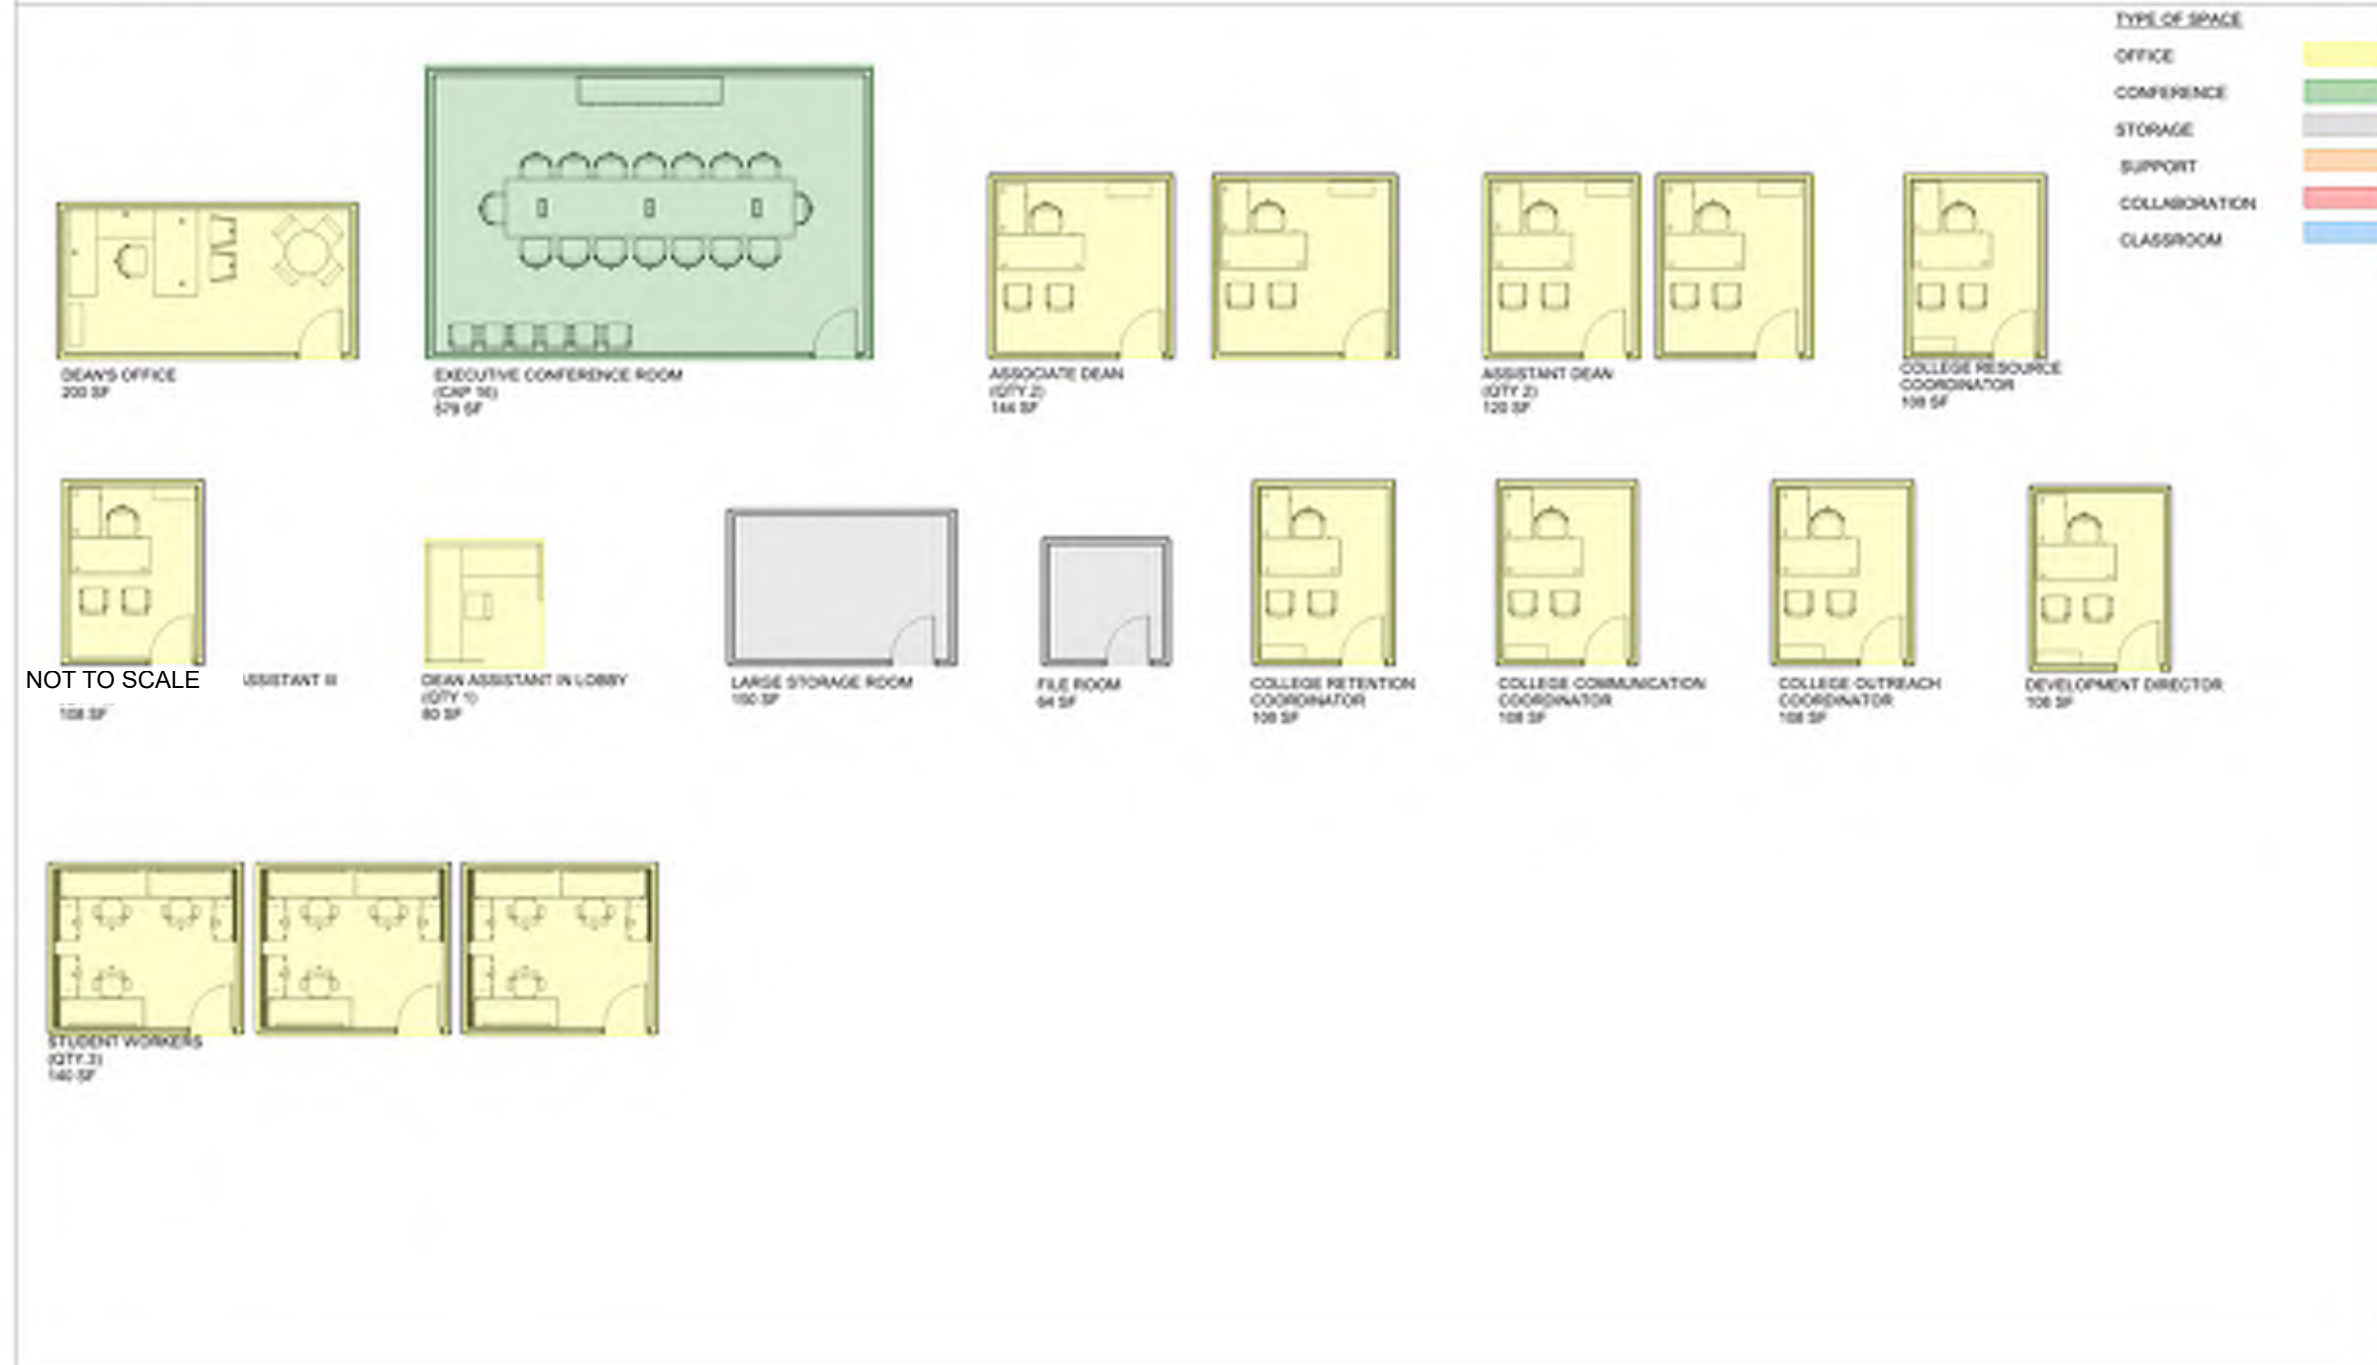 TYPE OF SPACE
OFFICE
CONFERENCE
STORAGE
SUPPORT
COLLABORATION
CLASSROOM
DEAN'S OFFICE
200 SF
EXECUTIVE CONFERENCE ROOM
(CAP 16)
579 SF
ASSOCIATE DEAN
(QTY 2)
144 SF
ASSISTANT DEAN
(QTY 2)
120 SF
COLLEGE RESOURCE
COORDINATOR
108 SF
NOT TO SCALE
ASSISTANT III
108 SF
DEAN ASSISTANT IN LOBBY
(QTY 1)
80 SF
LARGE STORAGE ROOM
150 SF
FILE ROOM
64 SF
COLLEGE RETENTION
COORDINATOR
108 SF
COLLEGE COMMUNICATION
COORDINATOR
108 SF
COLLEGE OUTREACH
COORDINATOR
108 SF
DEVELOPMENT DIRECTOR
108 SF
STUDENT WORKERS
(QTY 3)
140 SF